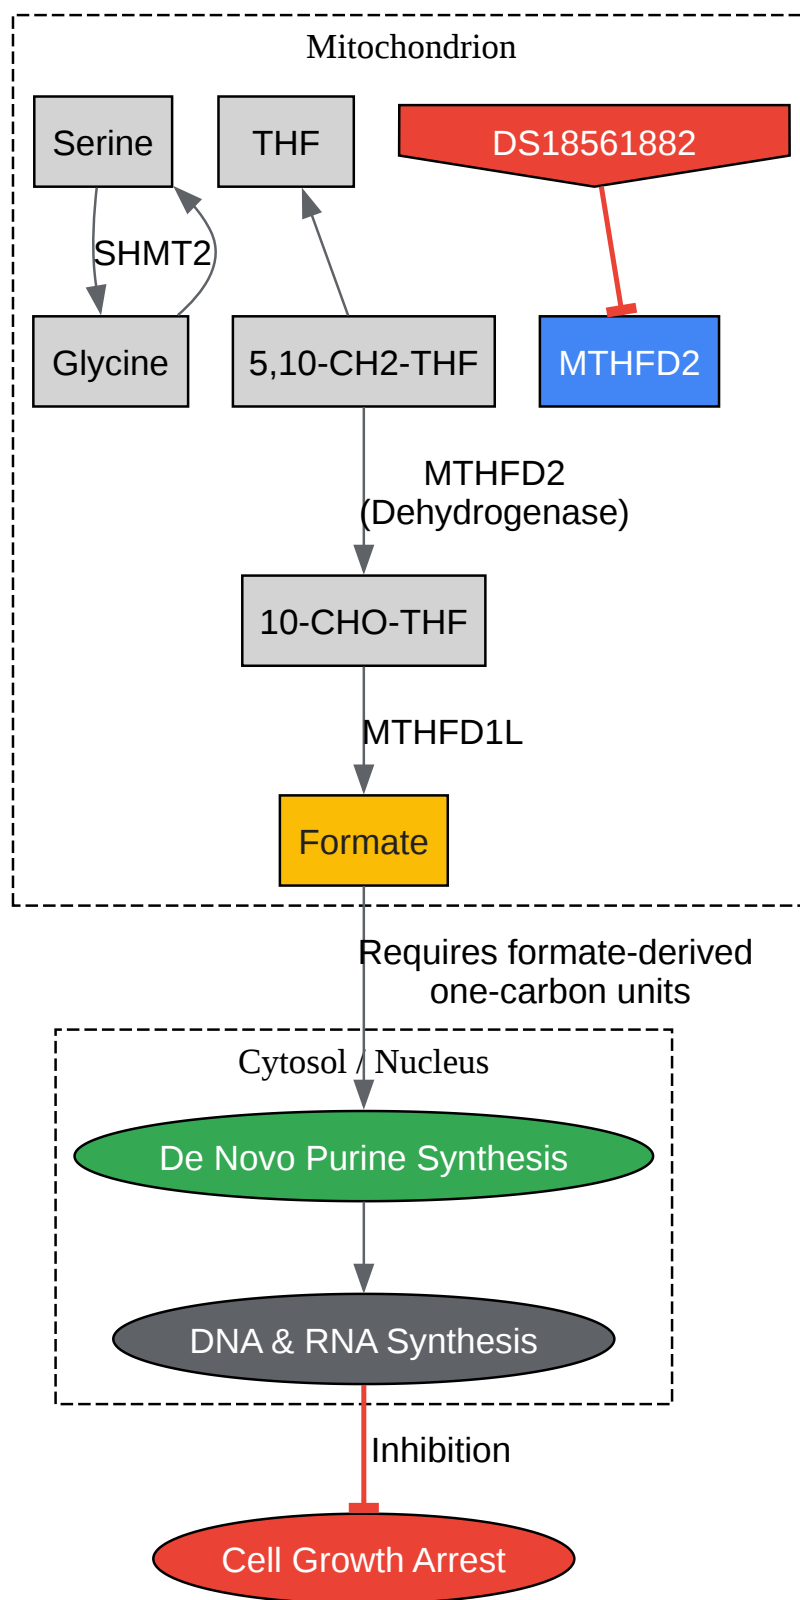 Mitochondrion
Serine
THF
DS18561882
SHMT2
Glycine
5,10-CH2-THF
MTHFD2
MTHFD2
(Dehydrogenase)
10-CHO-THF
MTHFD1L
Formate
Requires formate-derived
one-carbon units
Cytosol / Nucleus
De Novo Purine Synthesis
DNA & RNA Synthesis
Inhibition
Cell Growth Arrest